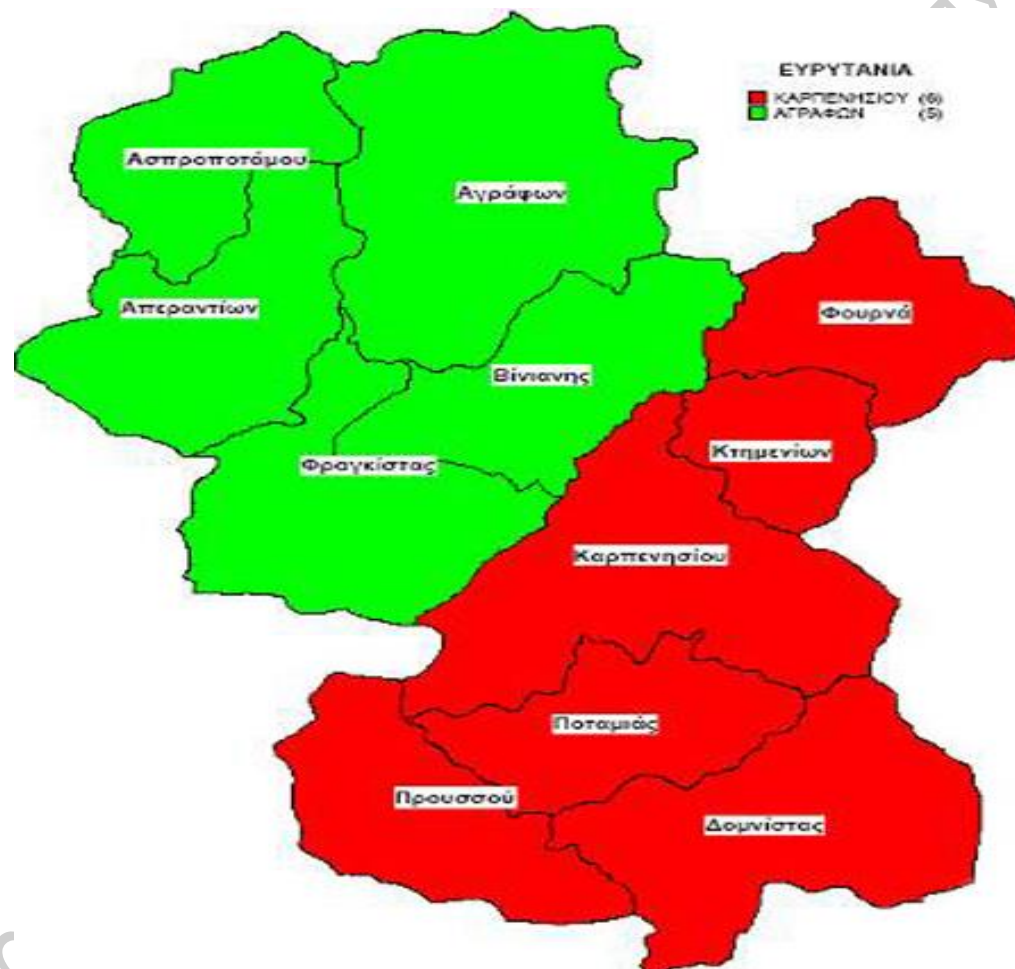 ΕΥΡΥΤΑΝΙΑ
ΚΑΡΠΕΝΗΣΙΟΥ (6)
ΑΓΡΑΦΩΝ (5)
Ασπροποτάμου
Αγράφων
Απεραντίων
Φουρνά
Βίνιανης
Κτημενίων
Φραγκίστας
Καρπενησίου
Ποταμιάς
Προυσσού
Δομνίστας